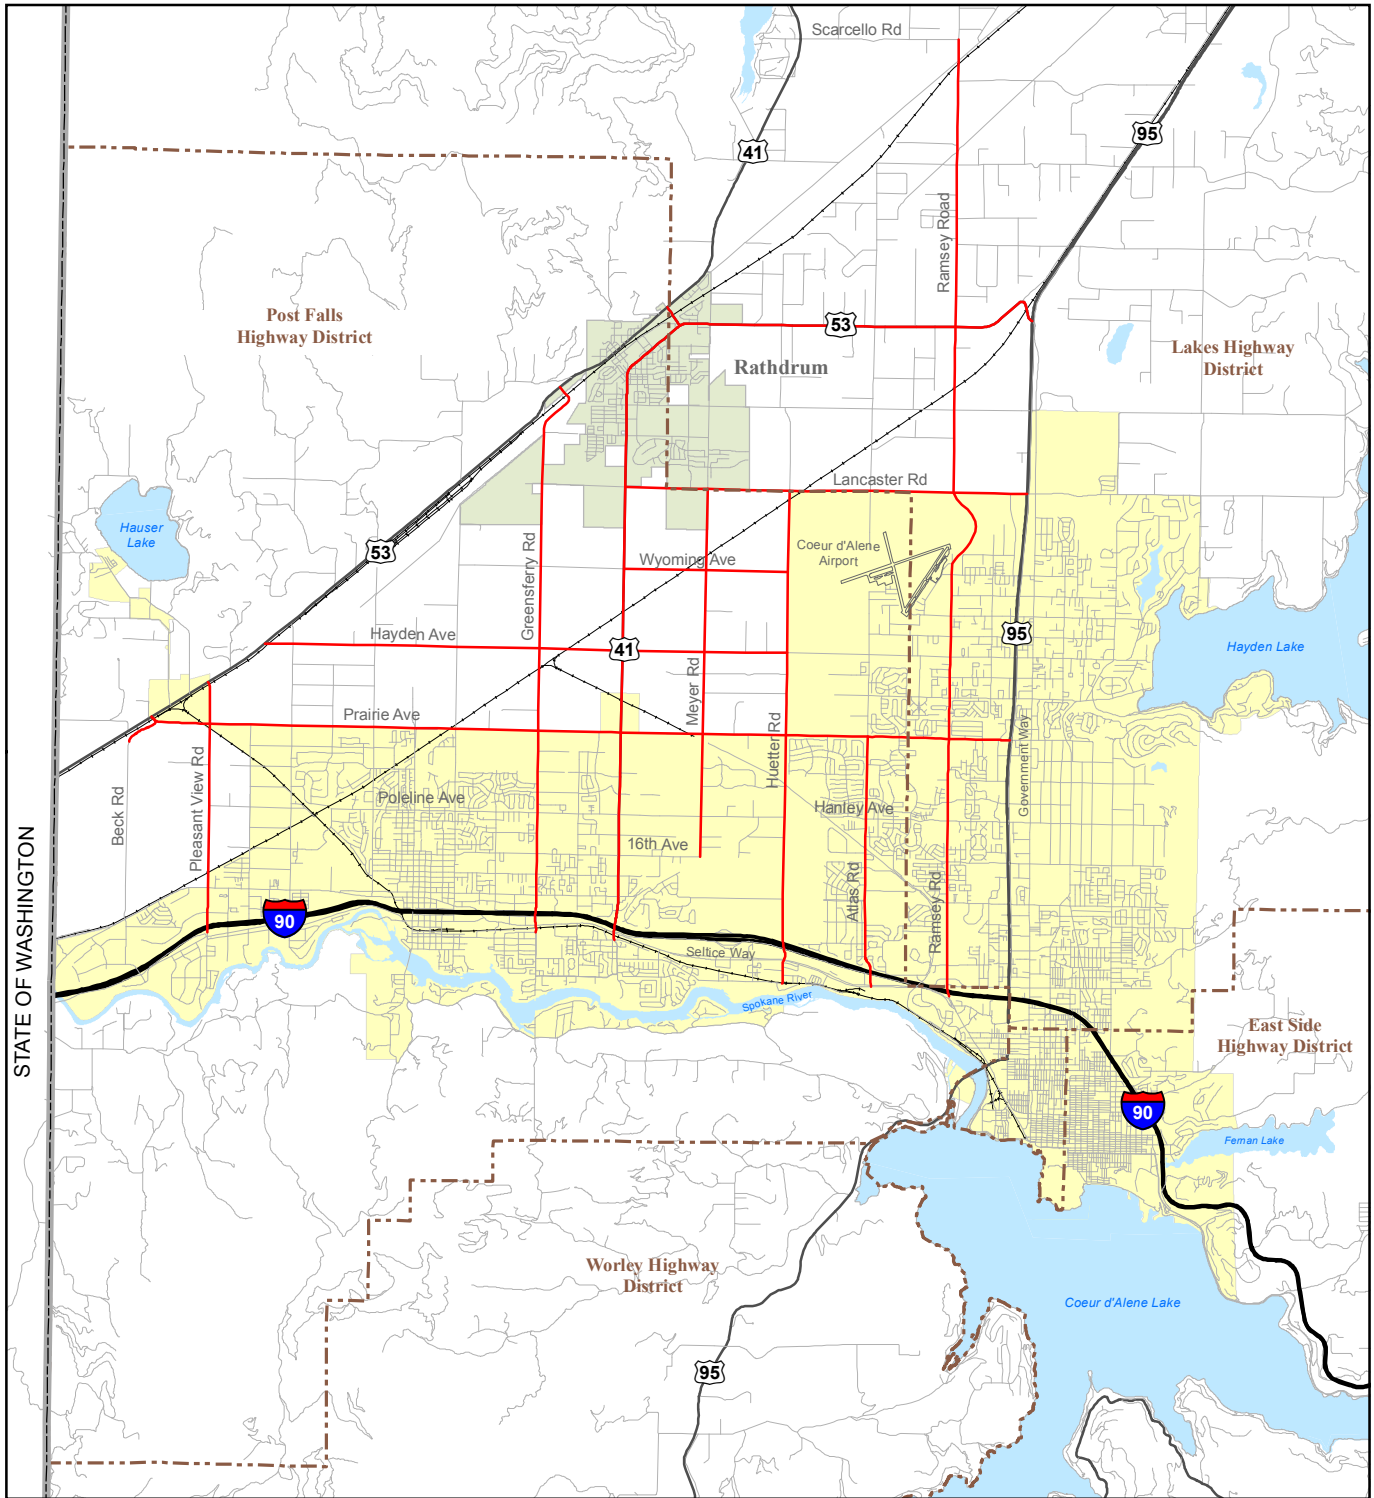 Scarcello Rd
41
95
Ramsey Road
Post Falls
Highway District
53
Lakes Highway
District
Rathdrum
Lancaster Rd
Hauser
Lake
53
Greensferry Rd
Wyoming Ave
Coeur d'Alene
Airport
Hayden Ave
41
95
Hayden Lake
Meyer Rd
Prairie Ave
Huetter Rd
Government Way
Pleasant View Rd
Beck Rd
Poleline Ave
Hanley Ave
16th Ave
Atlas Rd
Ramsey Rd
STATE OF WASHINGTON
90
Seltice Way
Spokane River
East Side
Highway District
90
Fernan Lake
Worley Highway
District
Coeur d'Alene Lake
95